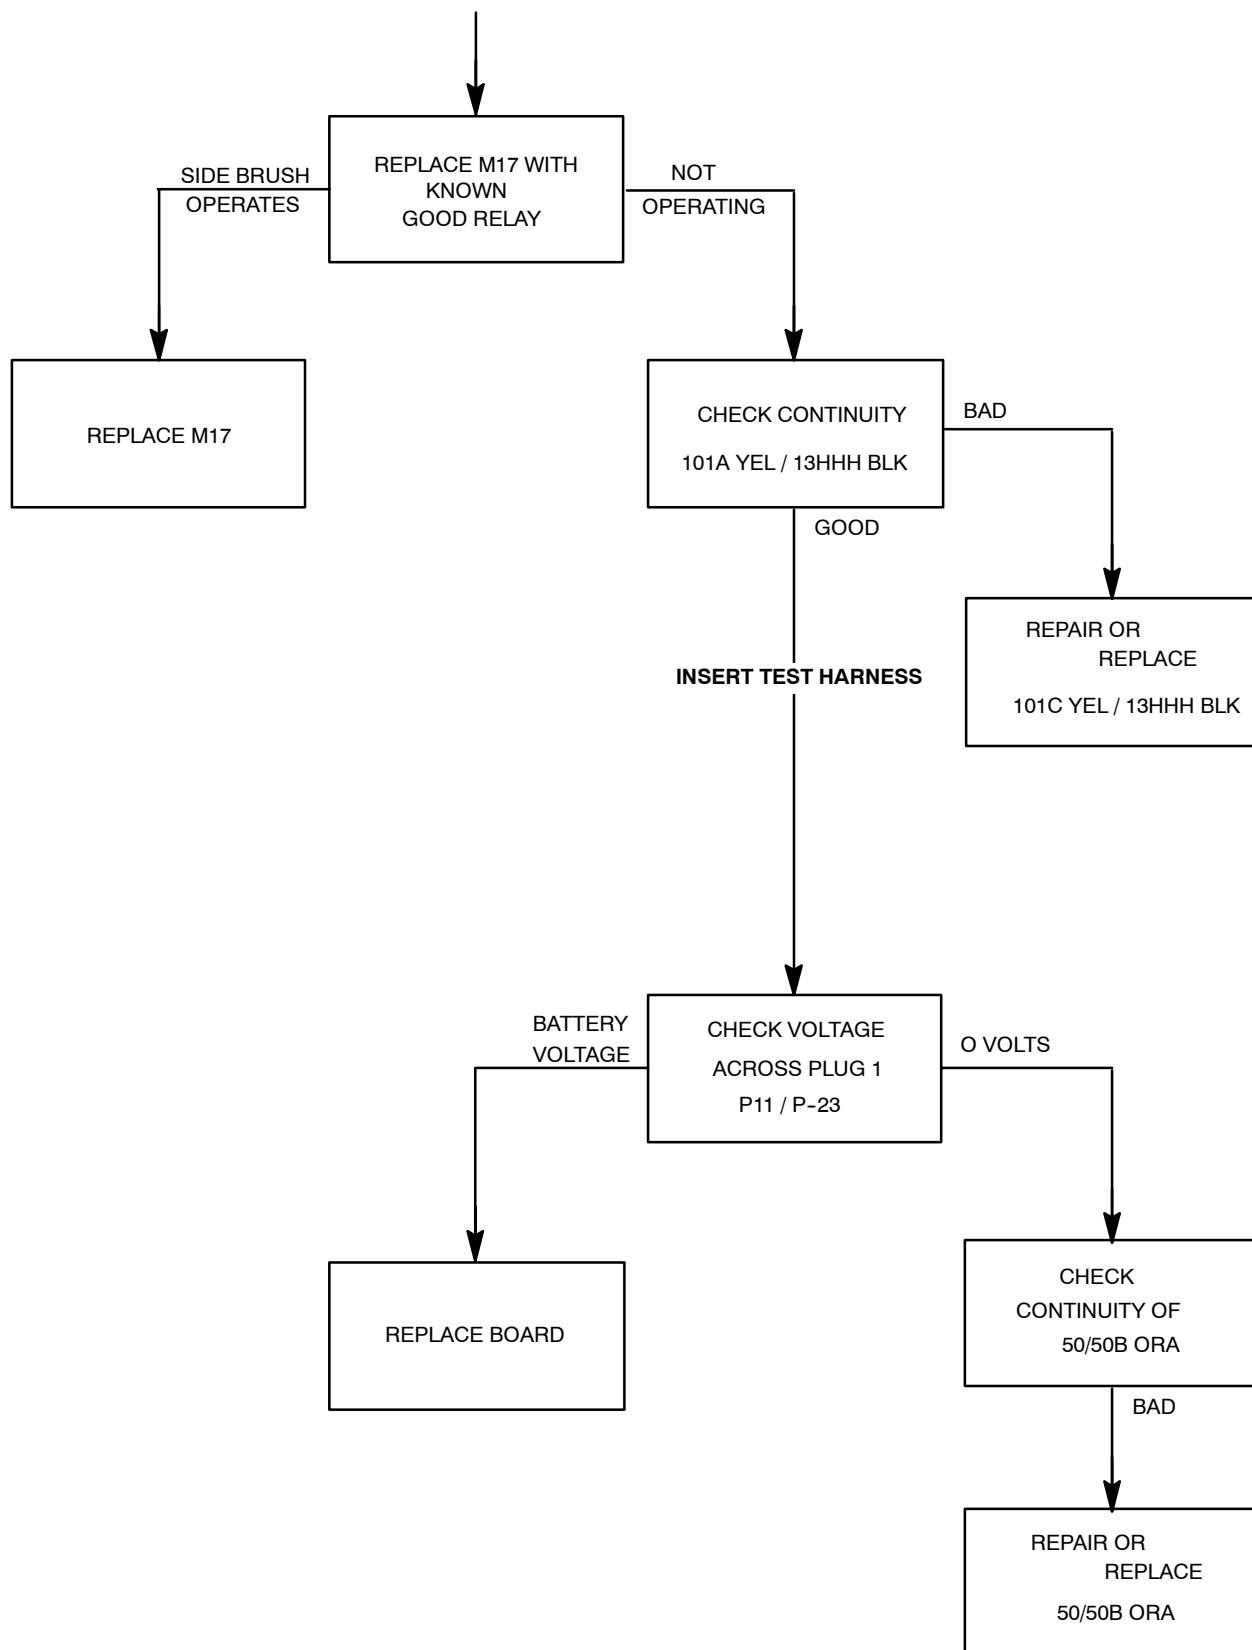 REPLACE M17 WITH
KNOWN
GOOD RELAY
SIDE BRUSH
OPERATES
NOT
OPERATING
REPLACE M17
CHECK CONTINUITY
101A YEL / 13HHH BLK
BAD
GOOD
REPAIR OR
REPLACE
101C YEL / 13HHH BLK
INSERT TEST HARNESS
CHECK VOLTAGE
ACROSS PLUG 1
P11 / P-23
BATTERY
VOLTAGE
O VOLTS
REPLACE BOARD
CHECK
CONTINUITY OF
50/50B ORA
BAD
REPAIR OR
REPLACE
50/50B ORA